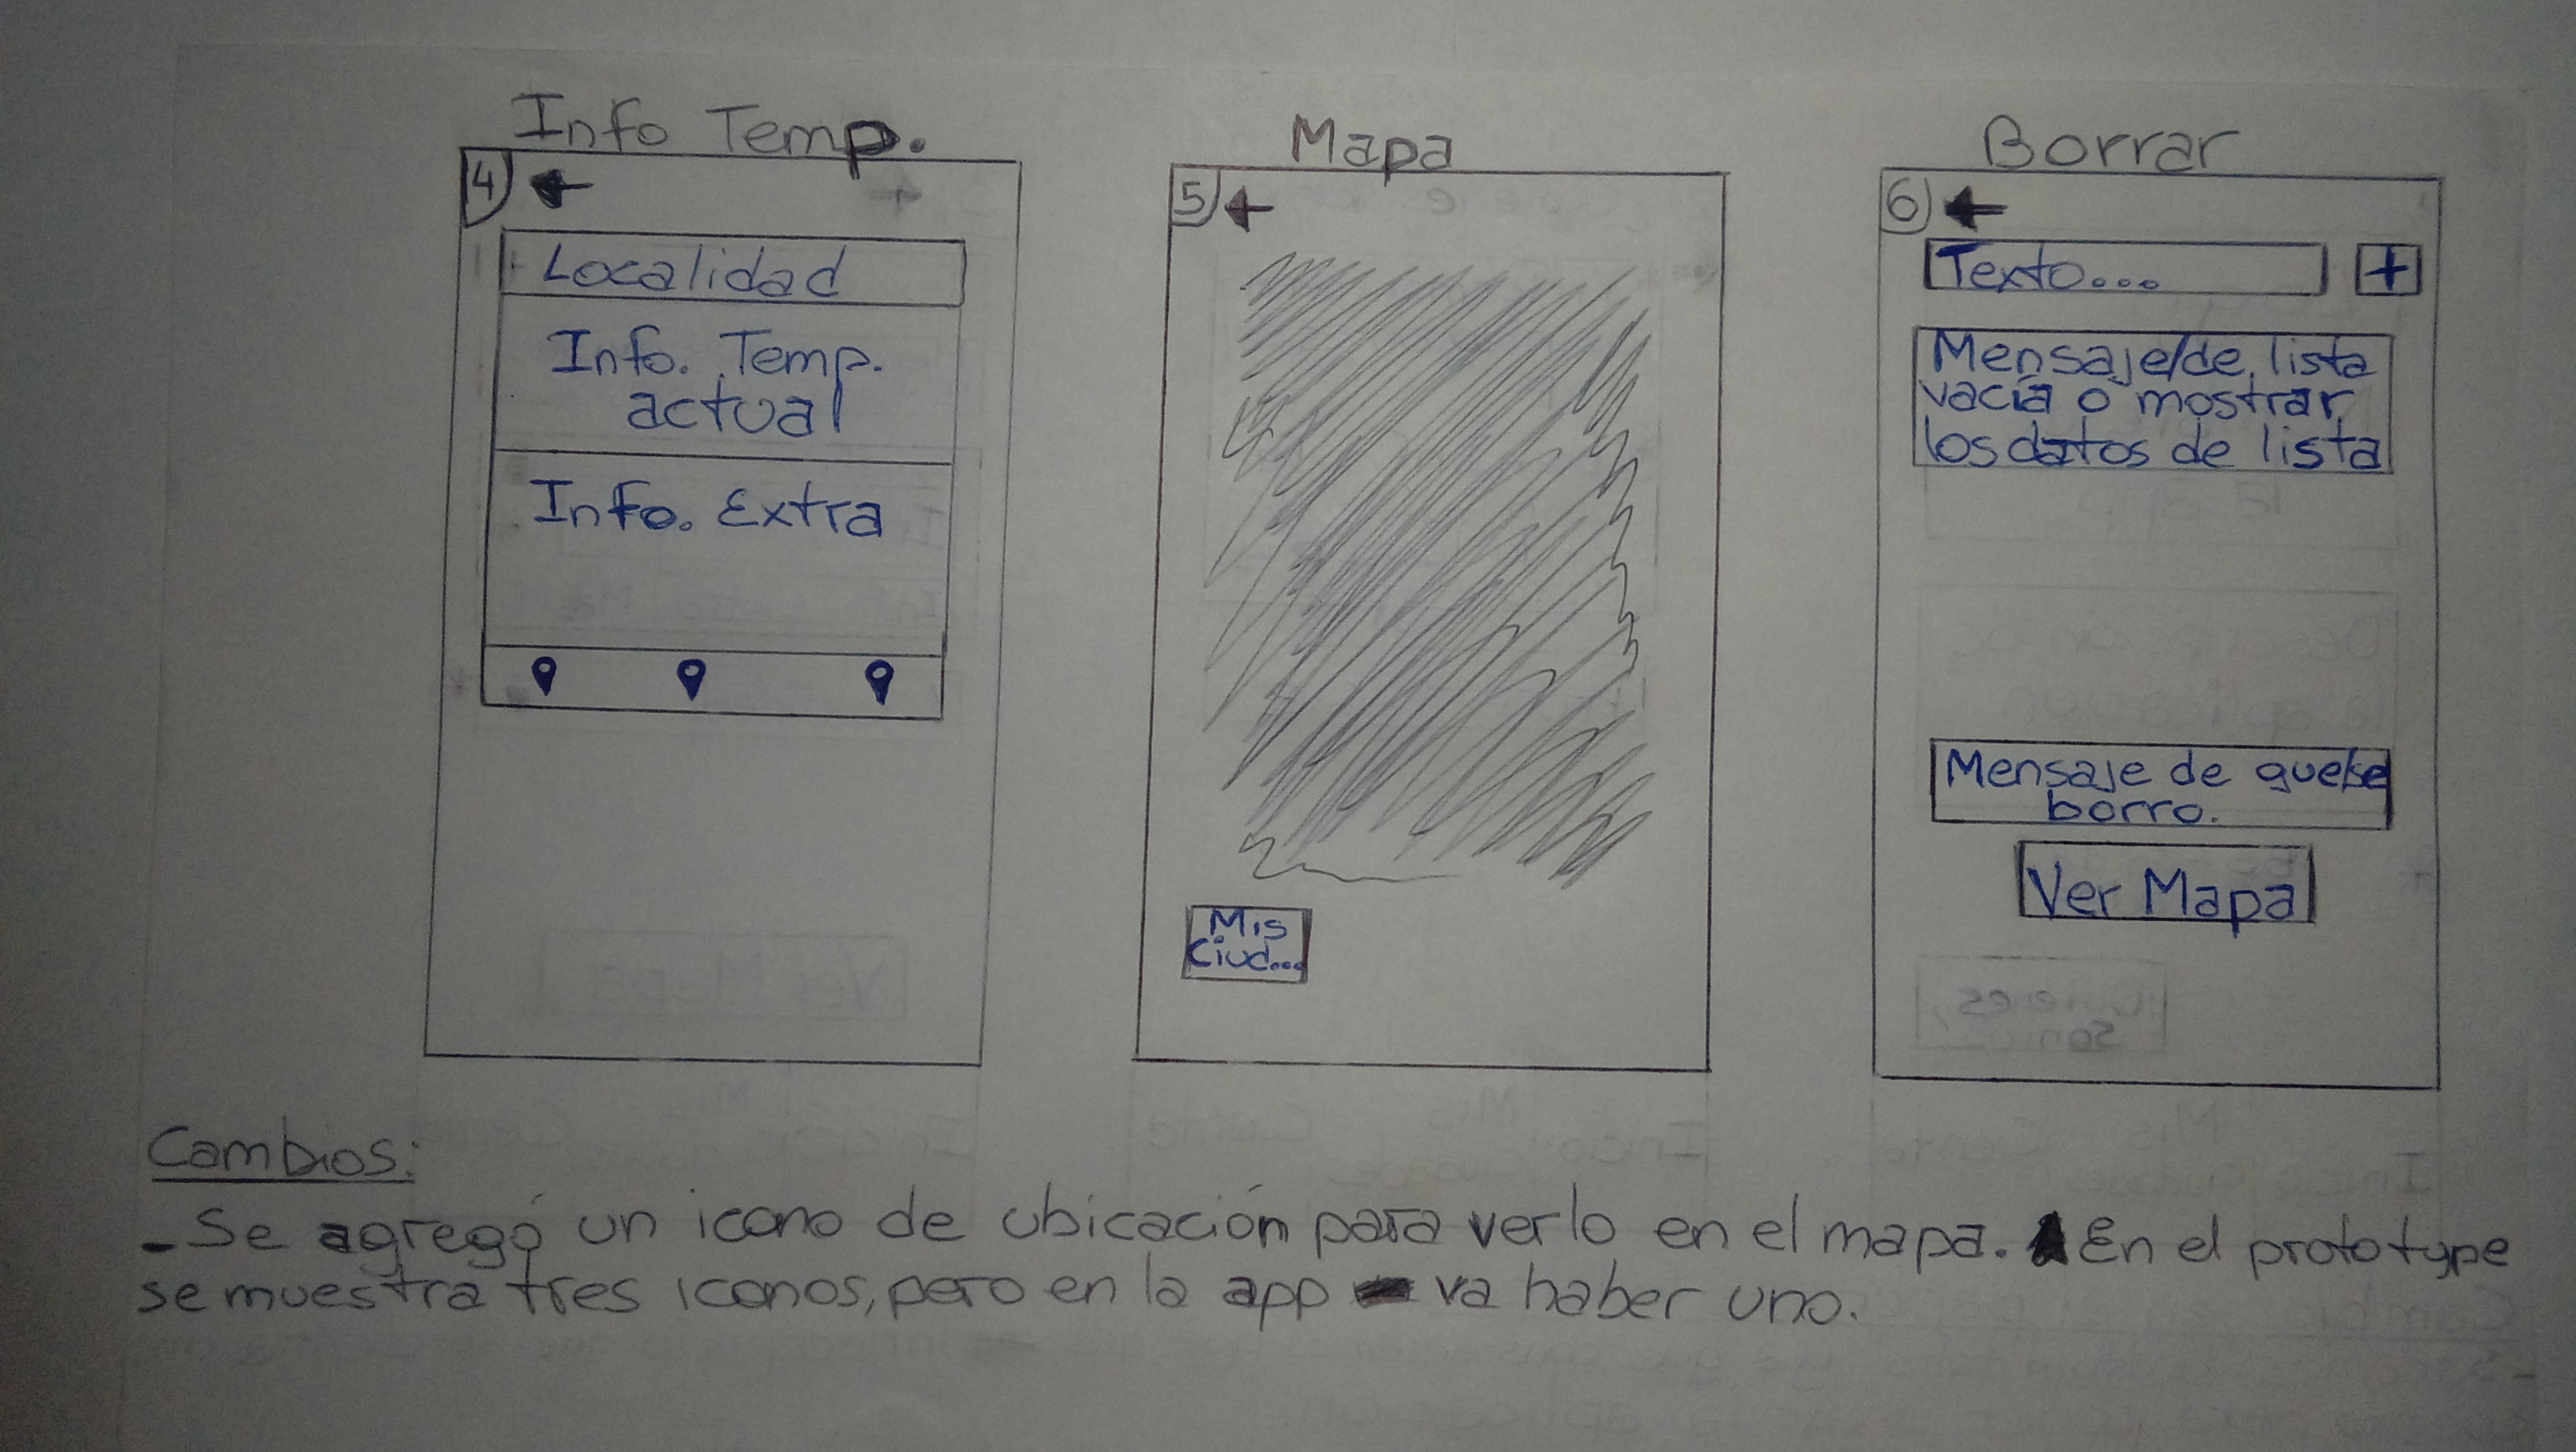 Info Temp.
4
Localidad
Info. Temp.
actual
Info. Extra
Mapa
5
Mis
Ciud...
Borrar
6
Texto...
+
Mensaje/de lista
vacía o mostrar
los datos de lista
Mensaje de que/se
borro.
Ver Mapa
Cambios:
- Se agregó un icono de ubicación para verlo en el mapa. En el prototype
se muestra tres iconos, pero en la app va haber uno.